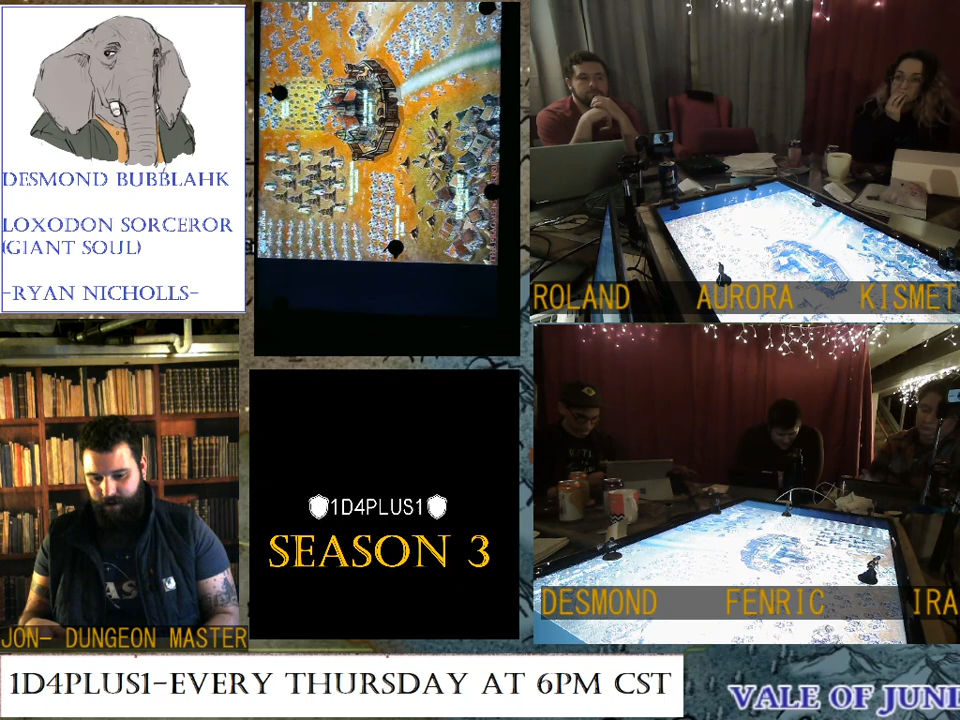 DESMOND BUBBLAHK
LOXODON SORCEROR
(GIANT SOUL)
-RYAN NICHOLLS-
ROLAND AURORA KISMET
1D4PLUS1
SEASON 3
DESMOND FENRIC IRA
JON- DUNGEON MASTER
1D4PLUS1-EVERY THURSDAY AT 6PM CST
VALE OF JUNE